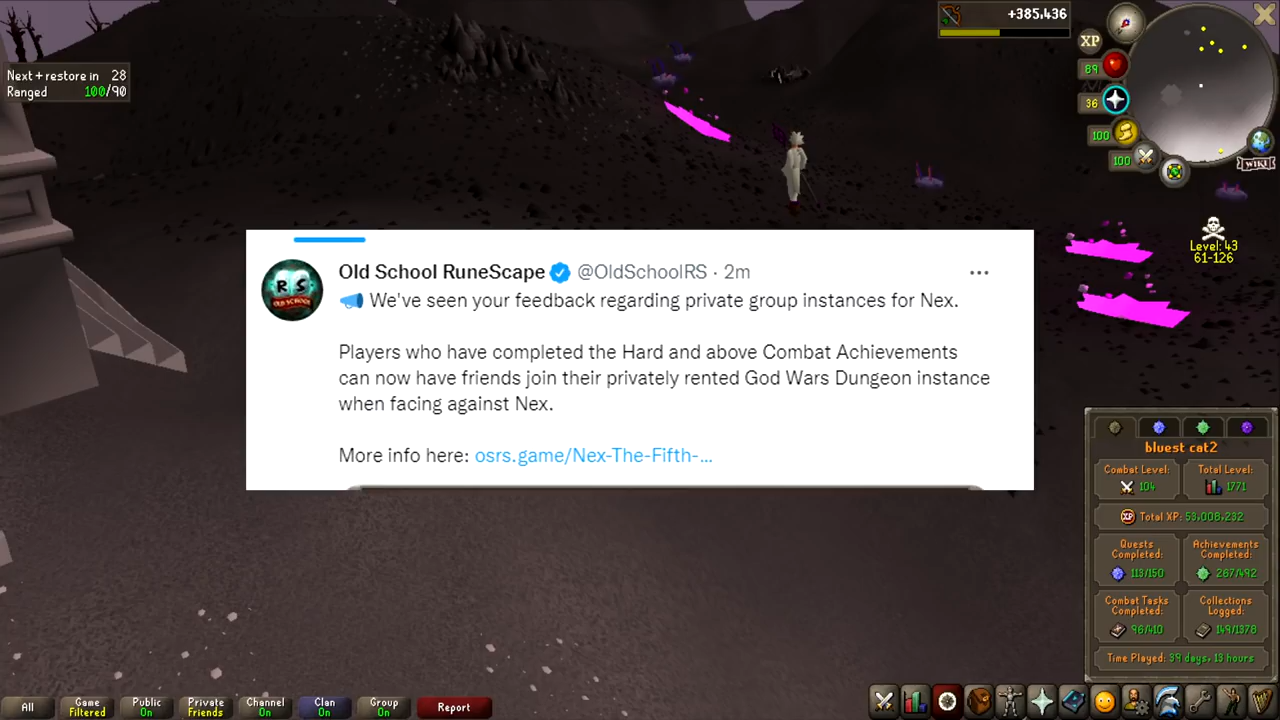 +385,436
XP
Next + restore in 28
Ranged 100/90
89
36
100
100
WIKI
Level: 43
61-126
Old School RuneScape @OldSchoolRS · 2m
RS
OLD SCHOOL
We've seen your feedback regarding private group instances for Nex.
Players who have completed the Hard and above Combat Achievements
can now have friends join their privately rented God Wars Dungeon instance
when facing against Nex.
More info here: osrs.game/Nex-The-Fifth-...
bluest cat2
Combat Level:
104
Total Level:
1771
XP Total XP: 53,008,232
Quests
Completed:
113/150
Achievements
Completed:
267/492
Combat Tasks
Completed:
96/410
Collections
Logged:
149/1378
Time Played: 39 days, 13 hours
All
Game
Filtered
Public
On
Private
Friends
Channel
On
Clan
On
Group
On
Report